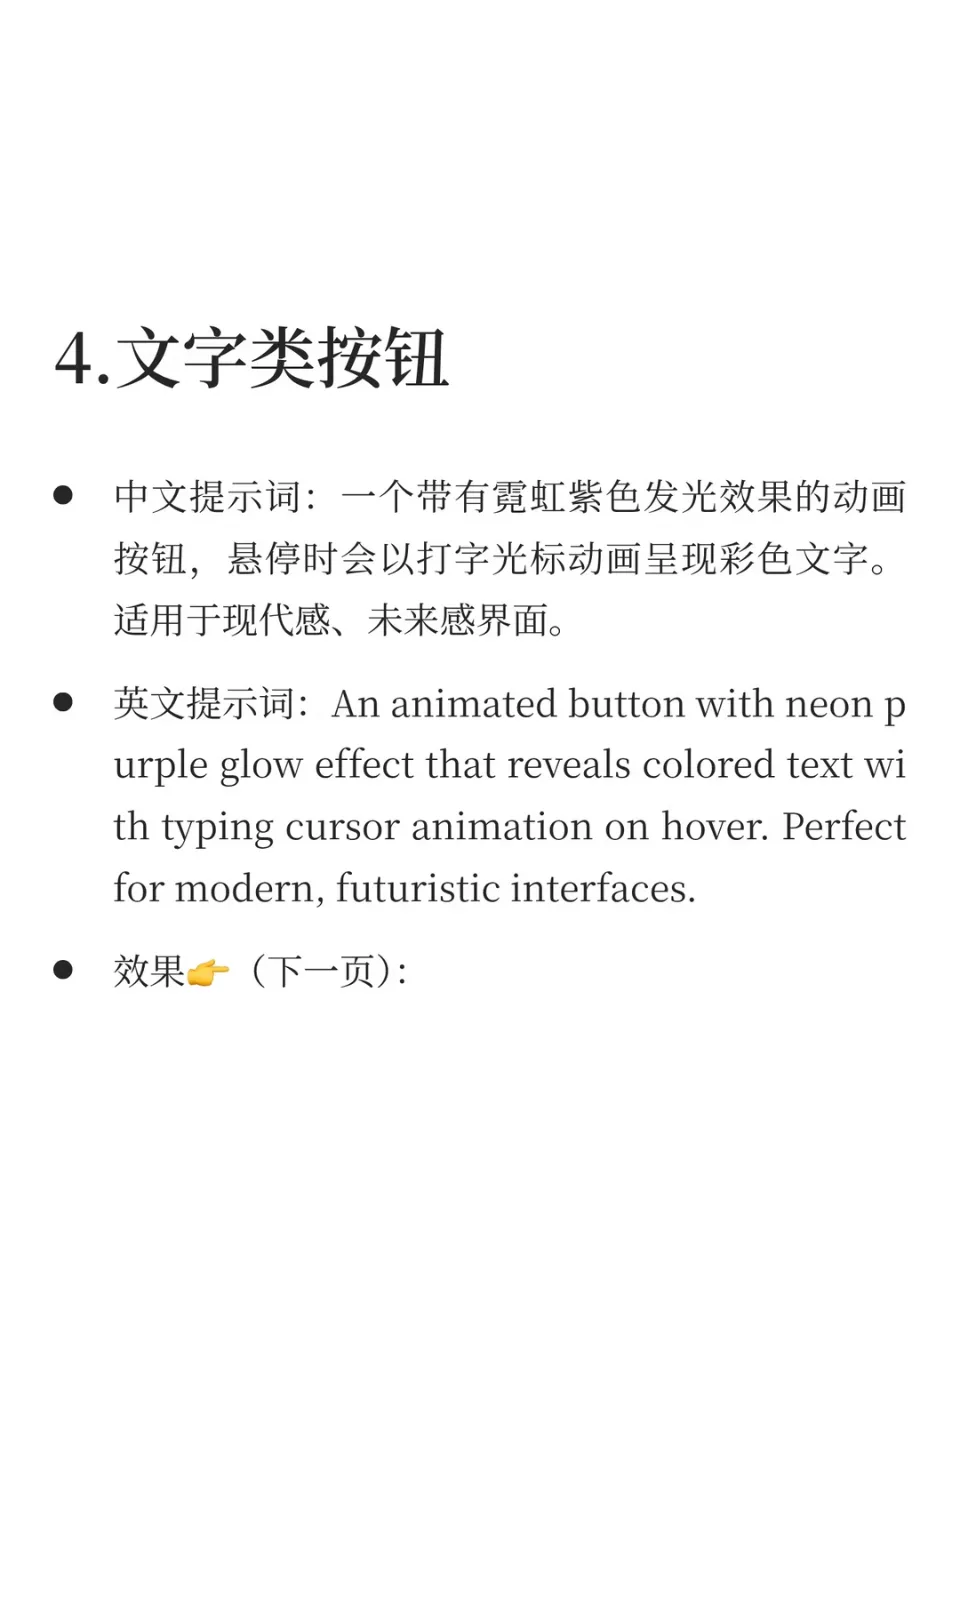 4.文字类按钮
● 中文提示词：一个带有霓虹紫色发光效果的动画
按钮，悬停时会以打字光标动画呈现彩色文字。
适用于现代感、未来感界面。
● 英文提示词：An animated button with neon p
urple glow effect that reveals colored text wi
th typing cursor animation on hover. Perfect
for modern, futuristic interfaces.
● 效果👉（下一页）：